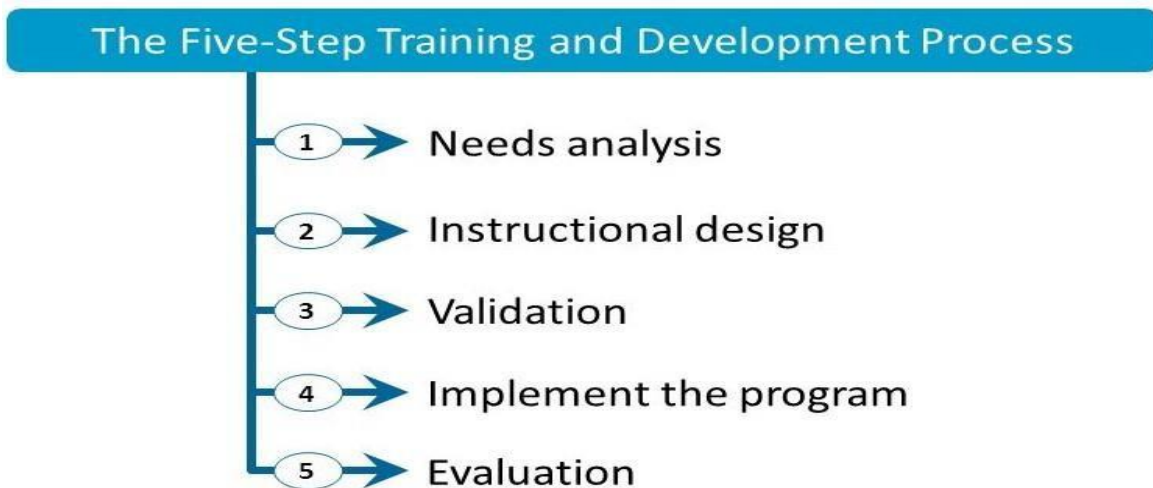 The Five-Step Training and Development Process
1 Needs analysis
2 Instructional design
3 Validation
4 Implement the program
5 Evaluation